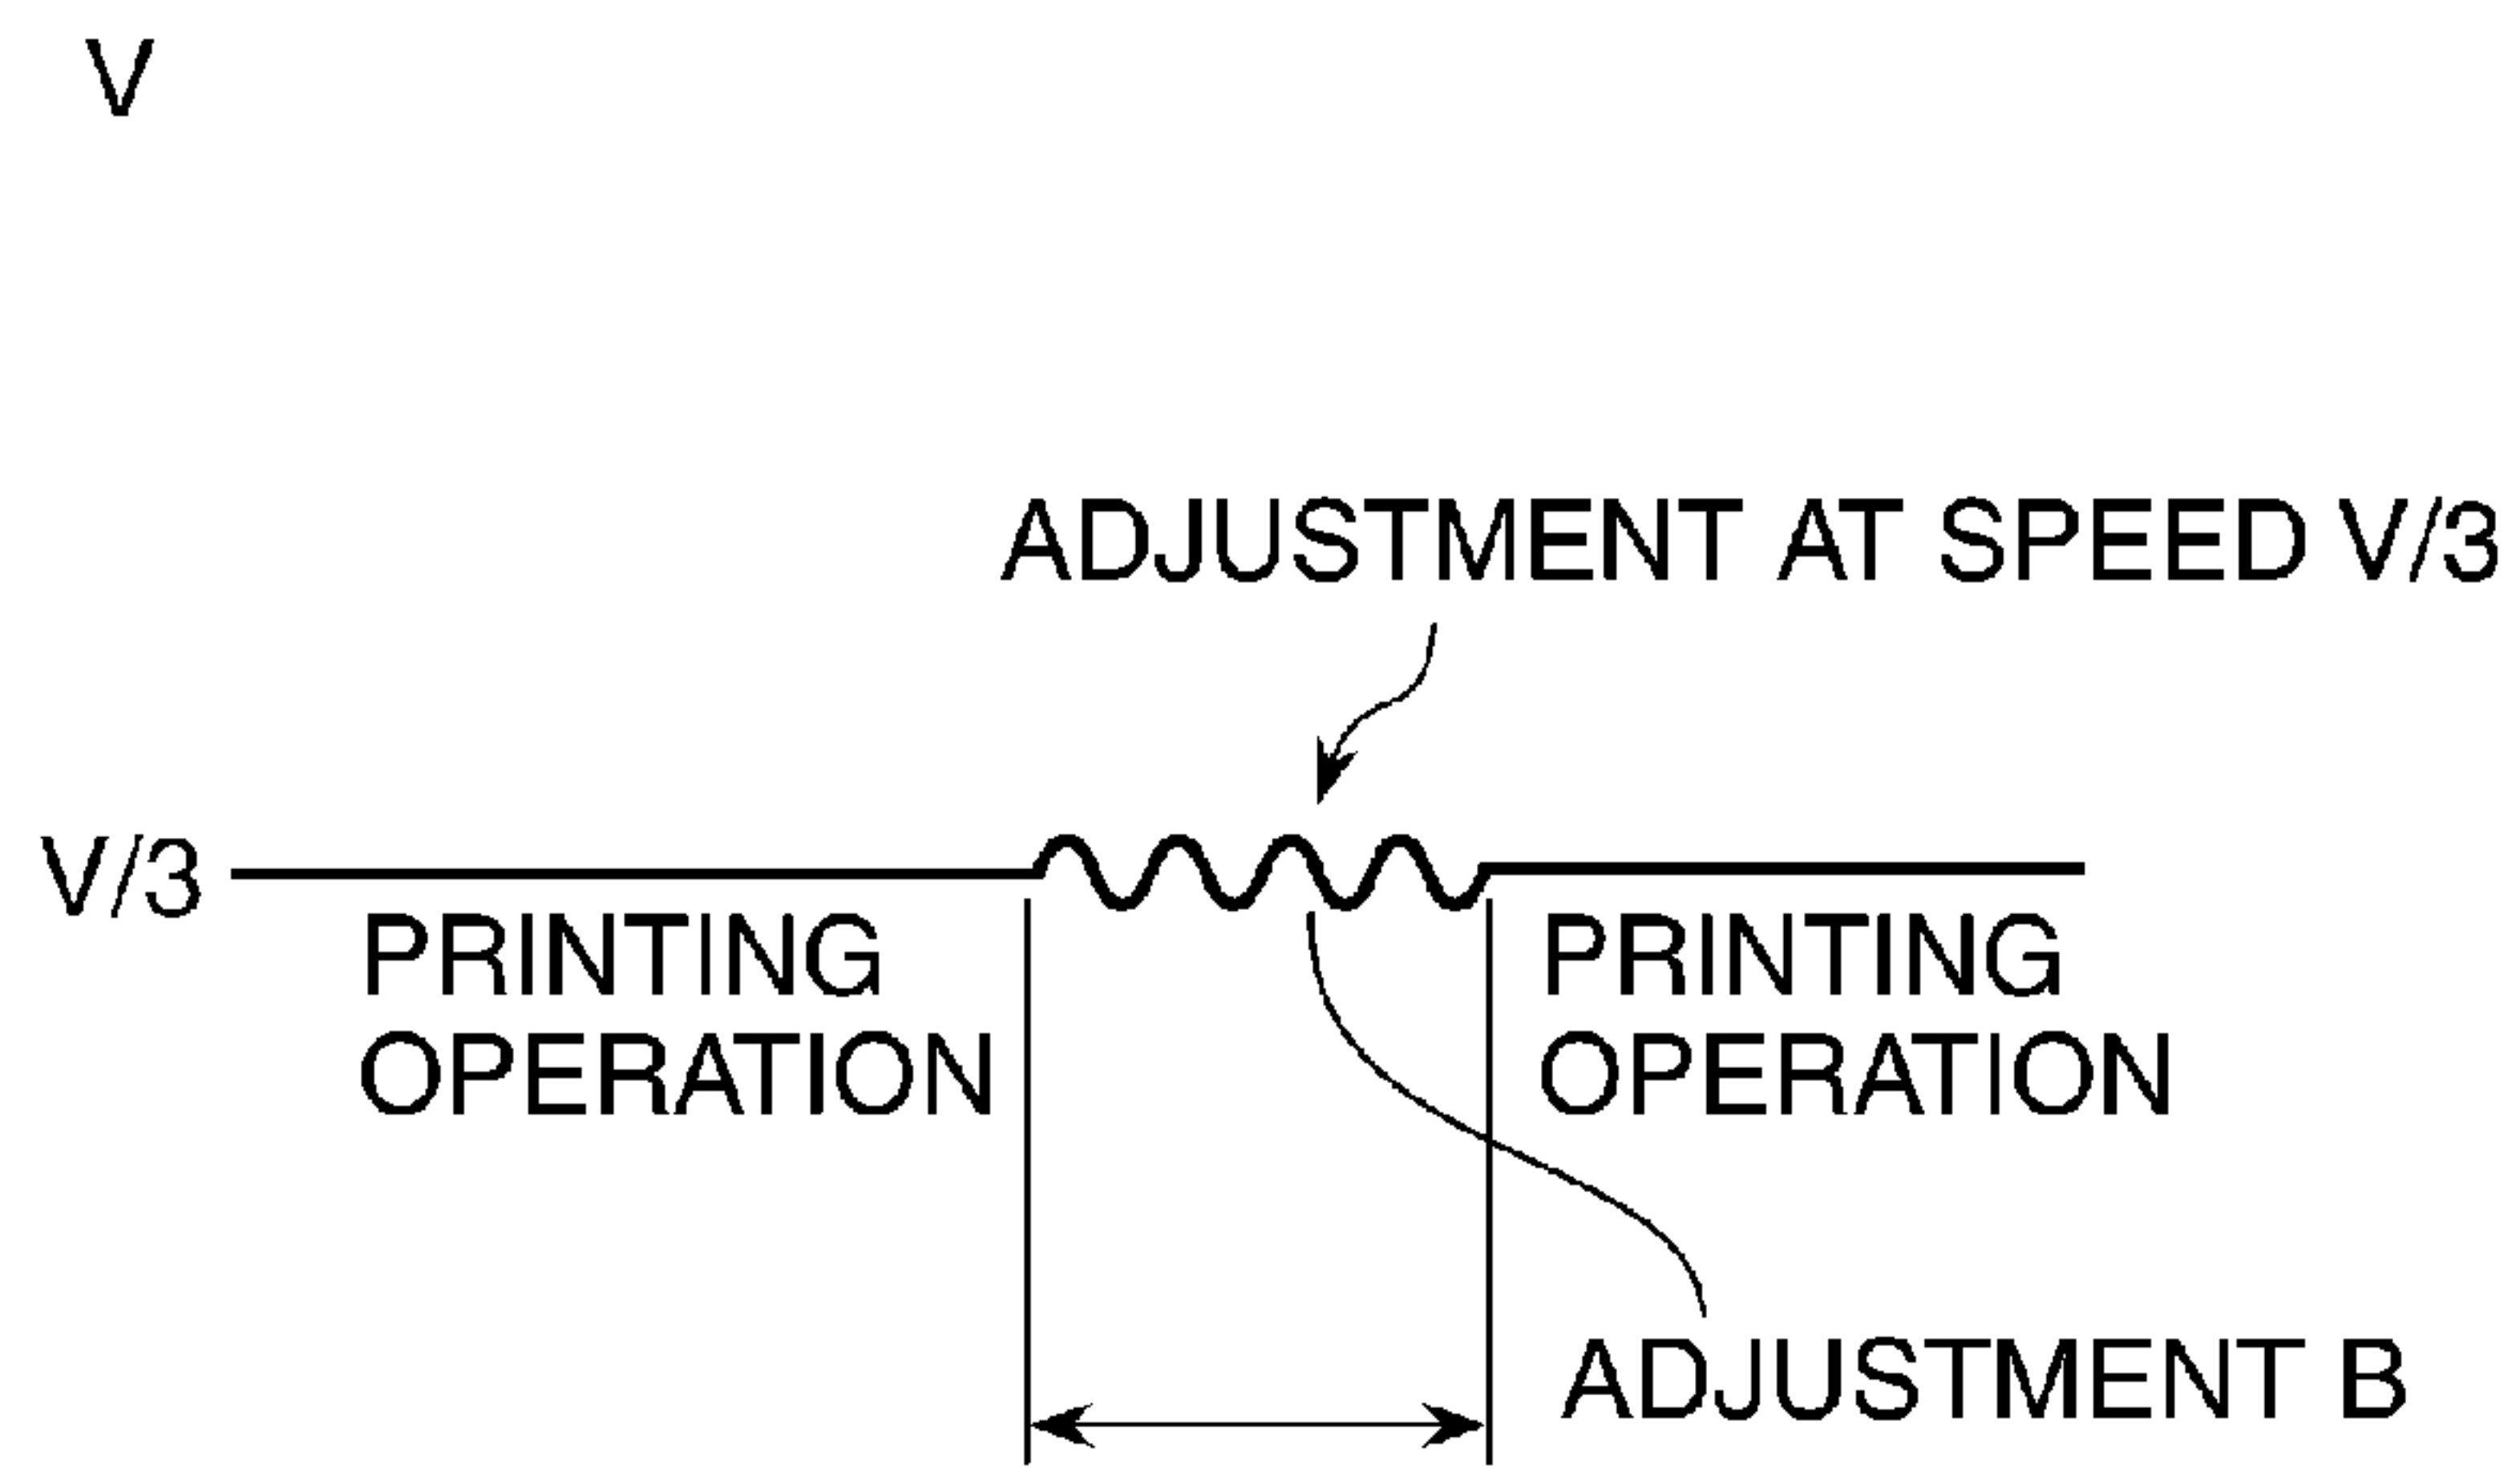 V
ADJUSTMENT AT SPEED V/3
V/3
PRINTING
OPERATION
PRINTING
OPERATION
ADJUSTMENT B